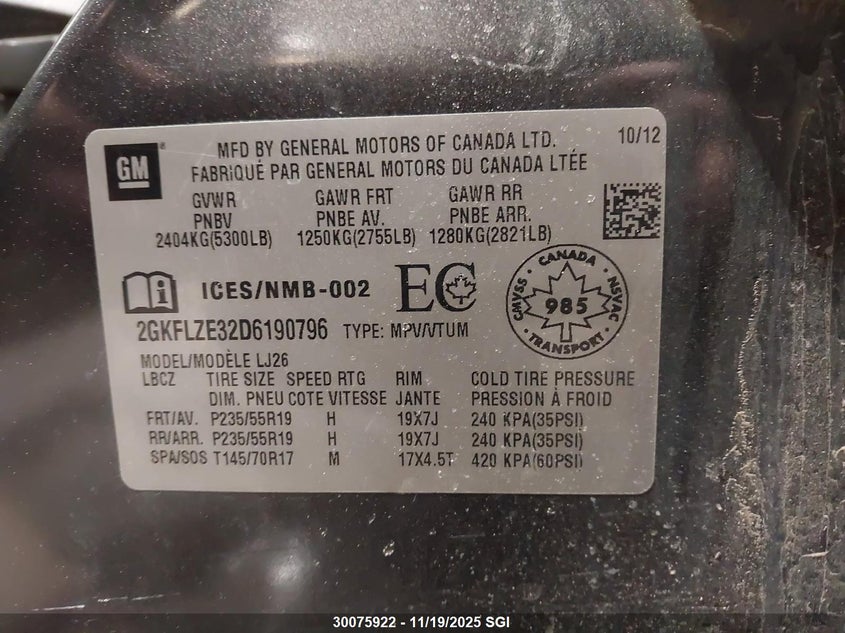 GM
MFD BY GENERAL MOTORS OF CANADA LTD. 10/12
FABRIQUÉ PAR GENERAL MOTORS DU CANADA LTÉE
GVWR GAWR FRT GAWR RR
PNBV PNBE AV. PNBE ARR.
2404KG(5300LB) 1250KG(2755LB) 1280KG(2821LB)
ICES/NMB-002 EC
CANADA
CMVSS 985 NSVAC
TRANSPORT
2GKFLZE32D6190796 TYPE: MPV/VTUM
MODEL/MODÈLE LJ26
LBCZ TIRE SIZE SPEED RTG RIM COLD TIRE PRESSURE
DIM. PNEU COTE VITESSE JANTE PRESSION À FROID
FRT/AV. P235/55R19 H 19X7J 240 KPA(35PSI)
RR/ARR. P235/55R19 H 19X7J 240 KPA(35PSI)
SPA/SOS T145/70R17 M 17X4.5T 420 KPA(60PSI)
30075922 - 11/19/2025 SGI